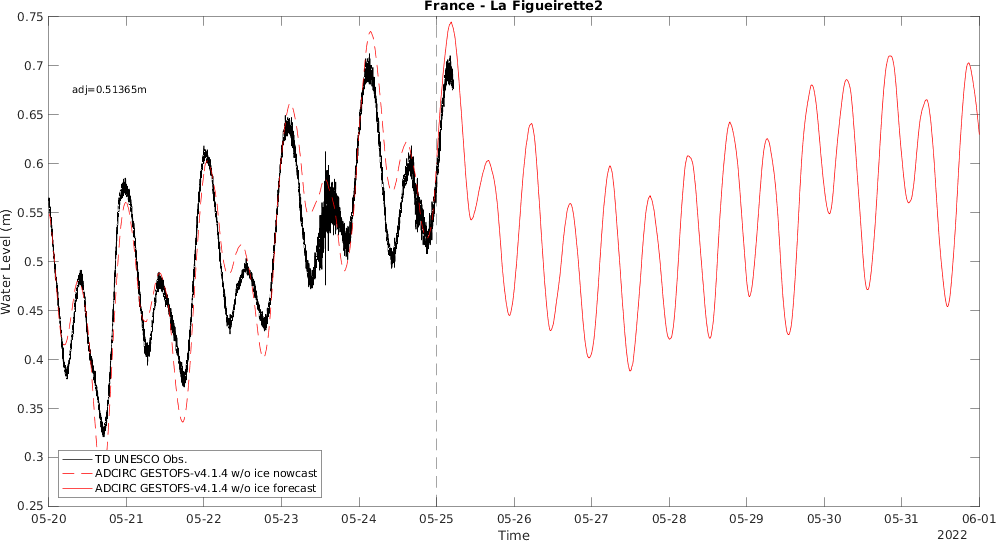 France - La Figueirette2
0.75
0.7
0.65
0.6
0.55
0.5
0.45
0.4
0.35
0.3
0.25
Water Level (m)
adj=0.51365m
TD UNESCO Obs.
ADCIRC GESTOFS-v4.1.4 w/o ice nowcast
ADCIRC GESTOFS-v4.1.4 w/o ice forecast
05-20 05-21 05-22 05-23 05-24 05-25 05-26 05-27 05-28 05-29 05-30 05-31 06-01
Time
2022